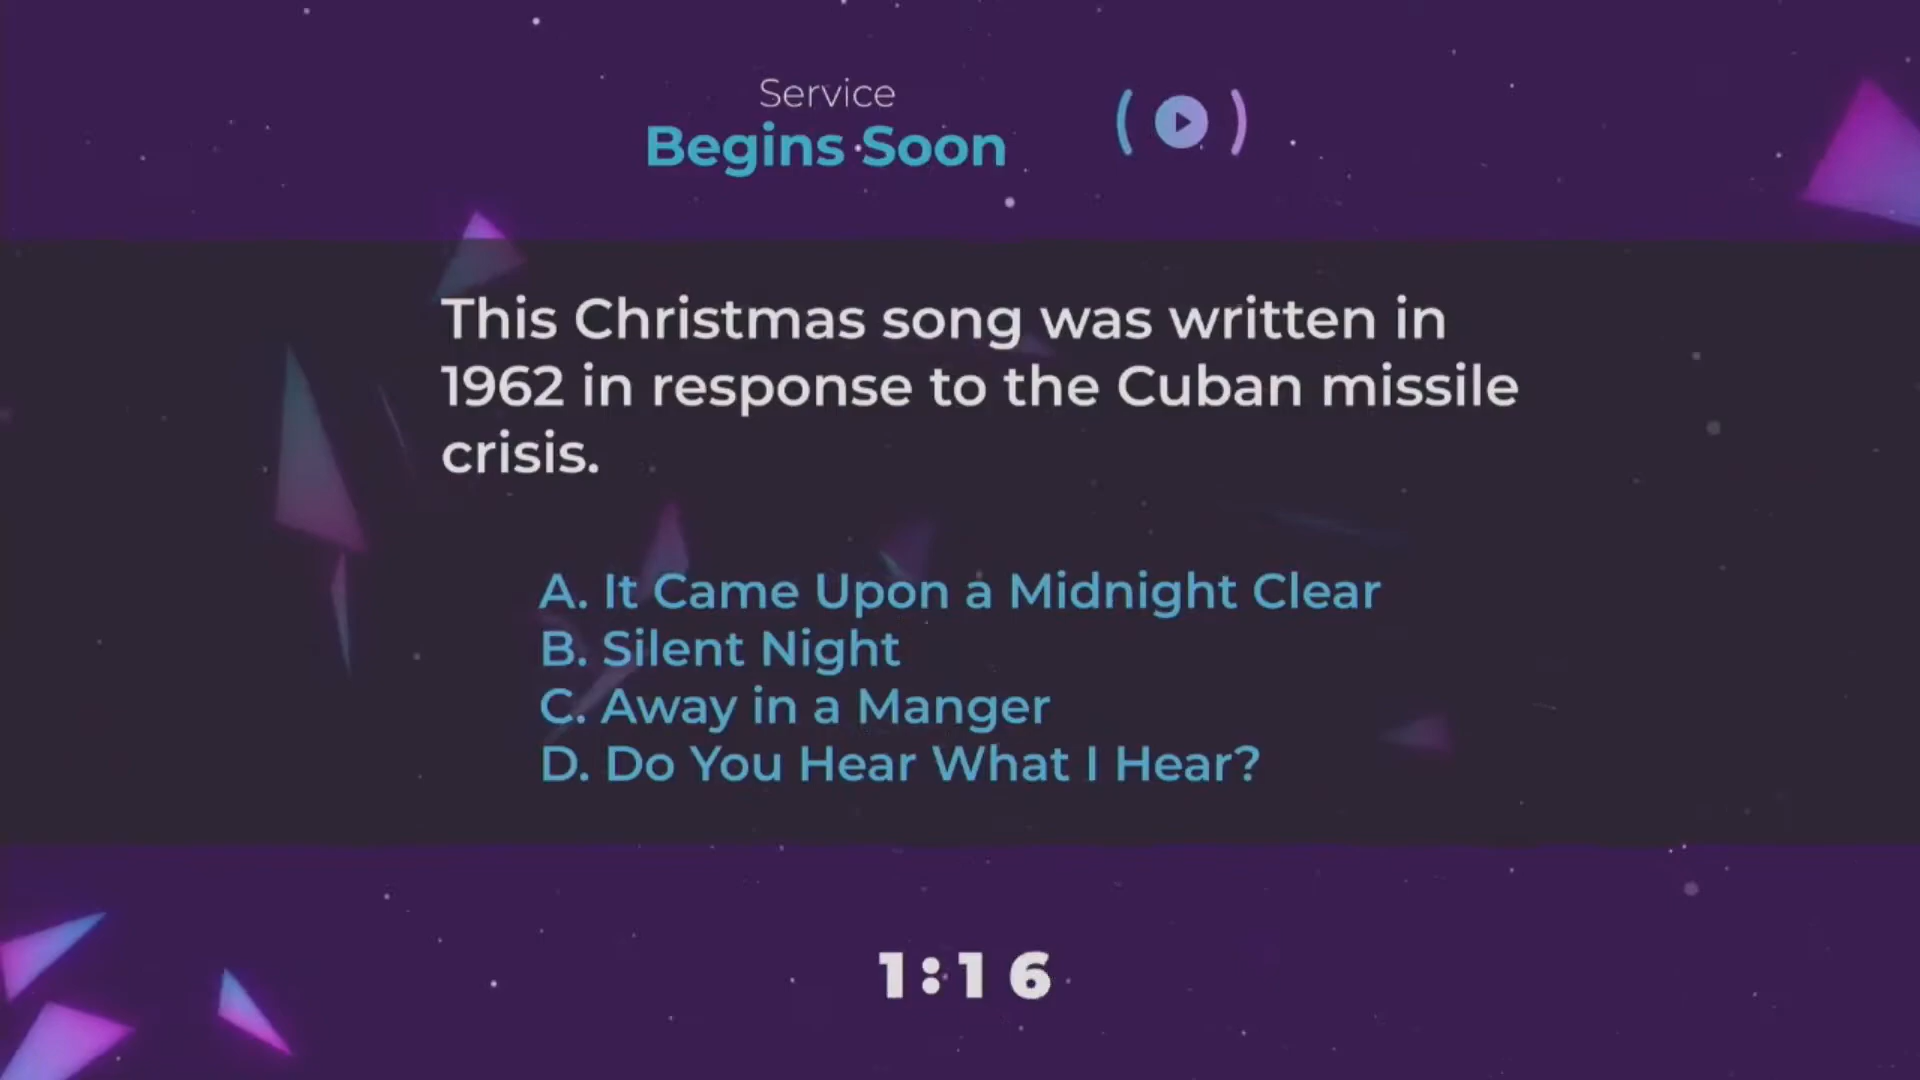 Service
Begins Soon
This Christmas song was written in
1962 in response to the Cuban missile
crisis.
A. It Came Upon a Midnight Clear
B. Silent Night
C. Away in a Manger
D. Do You Hear What I Hear?
1:16